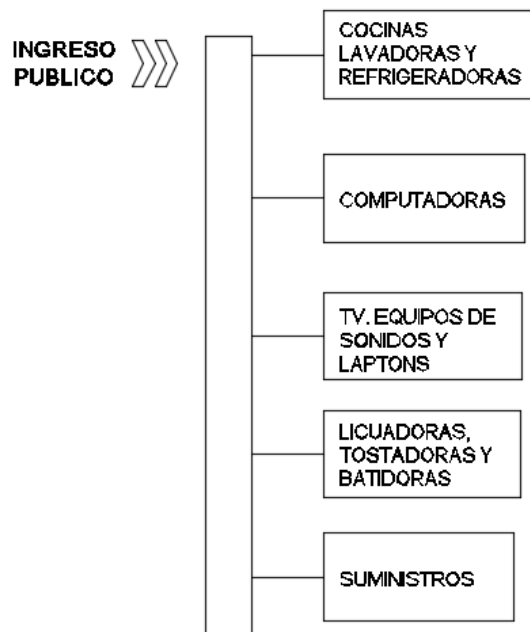 INGRESO
PUBLICO
COCINAS
LAVADORAS Y
REFRIGERADORAS
COMPUTADORAS
TV. EQUIPOS DE
SONIDOS Y
LAPTONS
LICUADORAS,
TOSTADORAS Y
BATIDORAS
SUMINISTROS